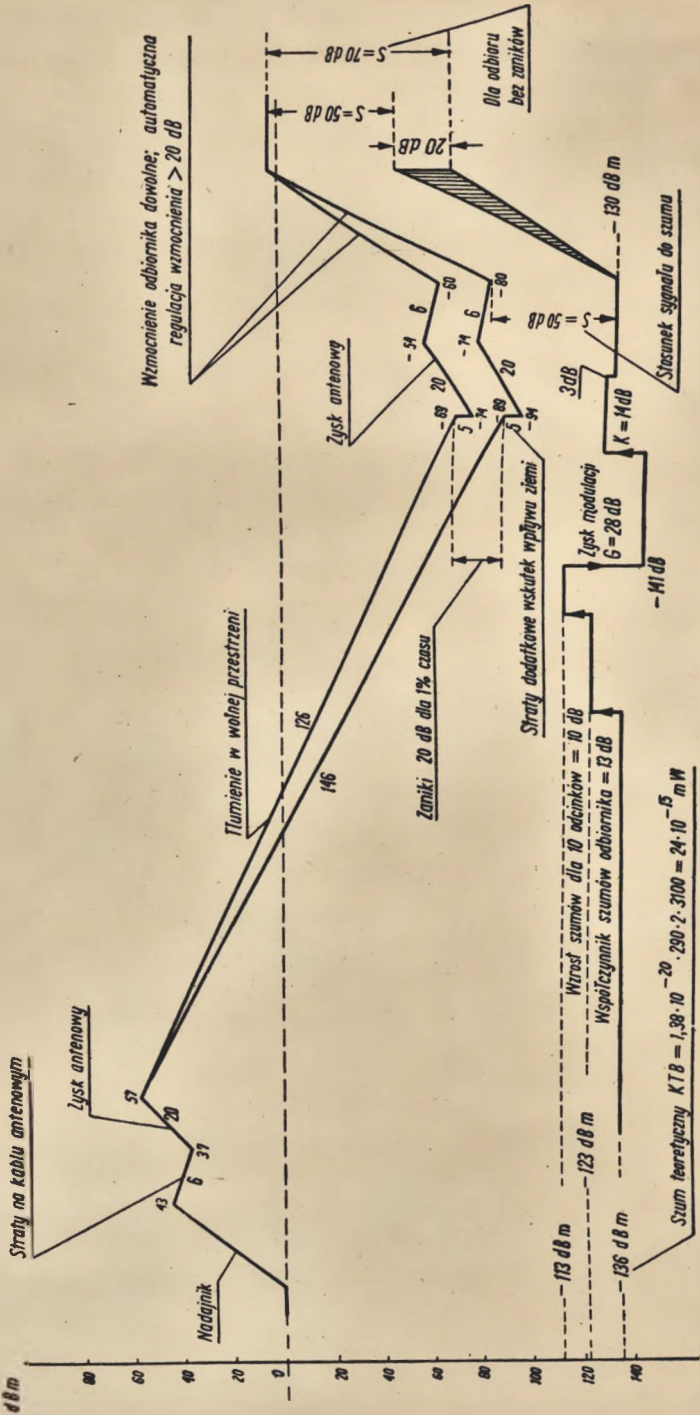 dBm
80
60
40
20
0
20
40
60
80
100
120
140
Straty na kablu antenowym
Zysk antenowy
Nadajnik
43
6
37
20
57
Tłumienie w wolnej przestrzeni
126
146
Zaniki 20 dB dla 1% czasu
Straty dodatkowe wskutek wpływu ziemi
Zysk antenowy
-69
5
-74
20
-54
6
-60
-89
5
-94
20
-74
6
-80
Wzmocnienie odbiornika dowolne; automatyczna
regulacja wzmocnienia > 20 dB
S=70 dB
S=50 dB
20 dB
Dla odbioru
bez zaników
S=50 dB
Stosunek sygnału do szumu
-130 dBm
3dB
K=14dB
Zysk modulacji
G=28 dB
-141 dB
-113 dBm
-123 dBm
-136 dBm
Wzrost szumów dla 10 odcinków = 10 dB
Współczynnik szumów odbiornika = 13 dB
Szum teoretyczny KTB = 1,38·10⁻²⁰·290·2·3100 = 24·10⁻¹⁵ mW